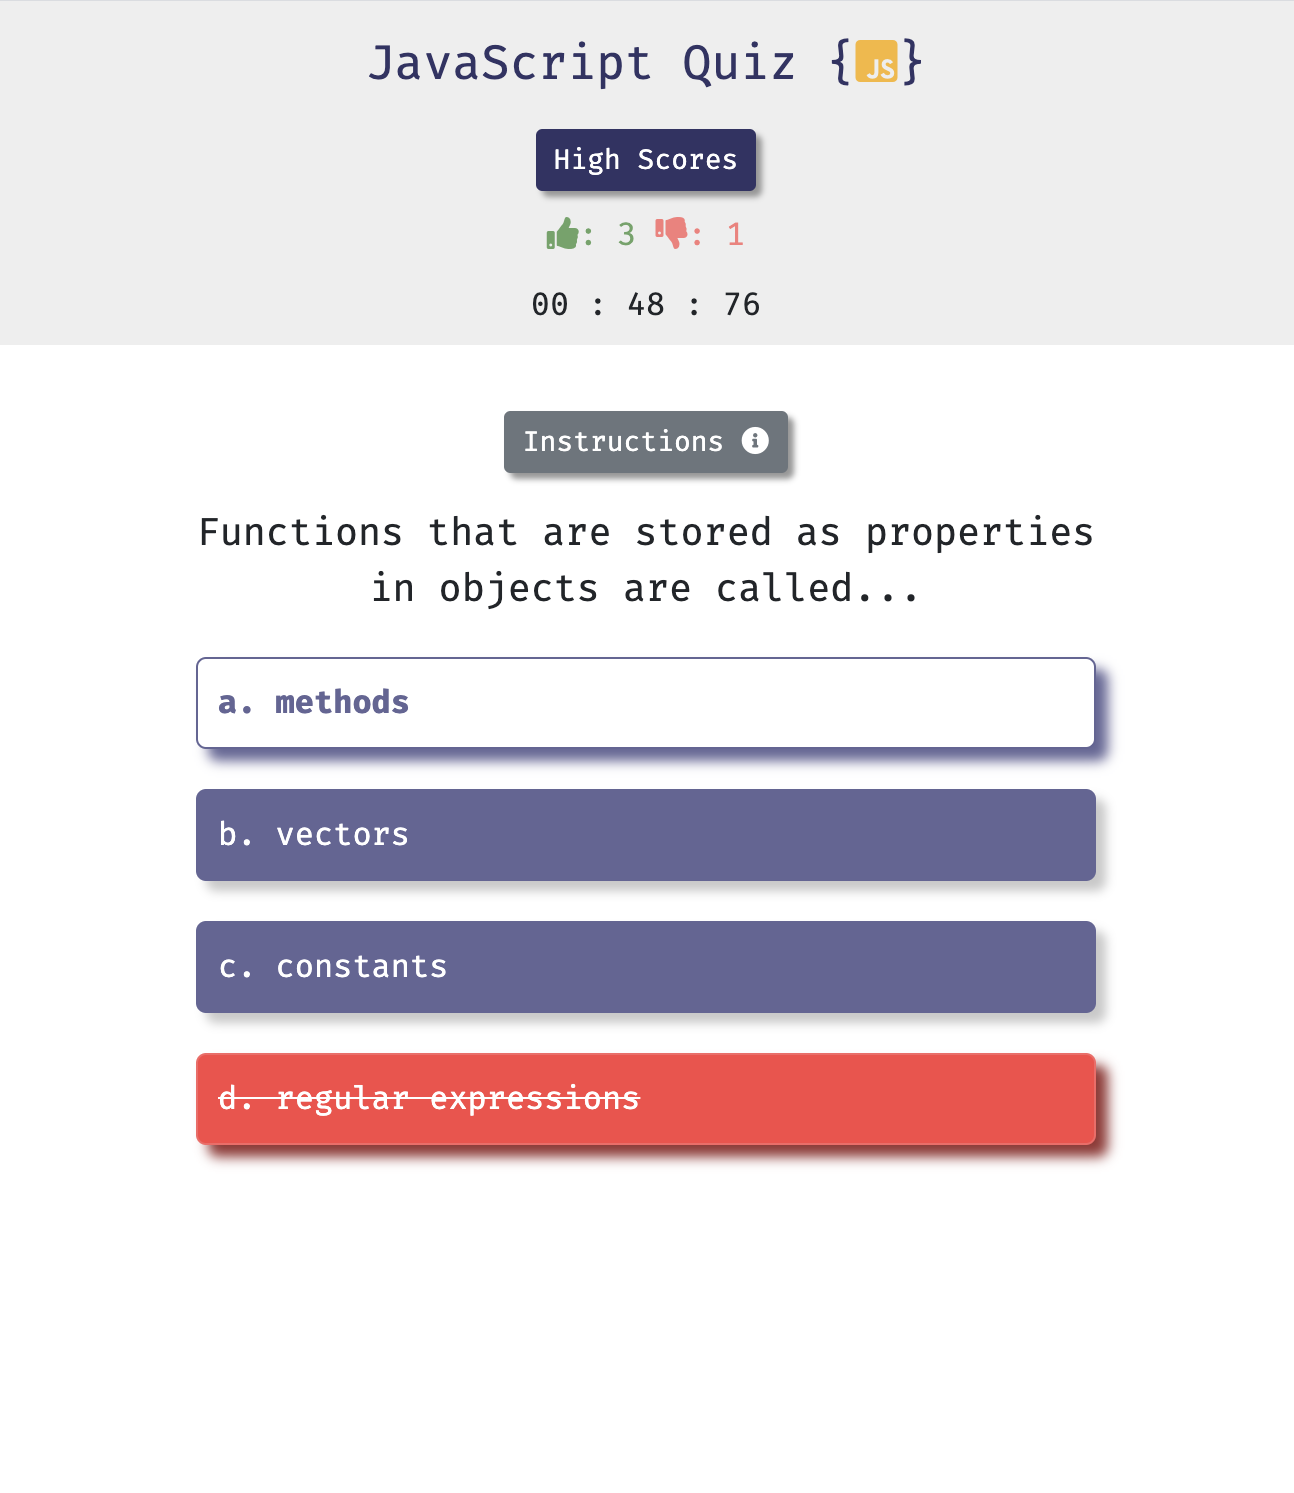 JavaScript Quiz {JS}
High Scores
: 3 : 1
00 : 48 : 76
Instructions
Functions that are stored as properties
in objects are called...
a. methods
b. vectors
c. constants
d. regular expressions